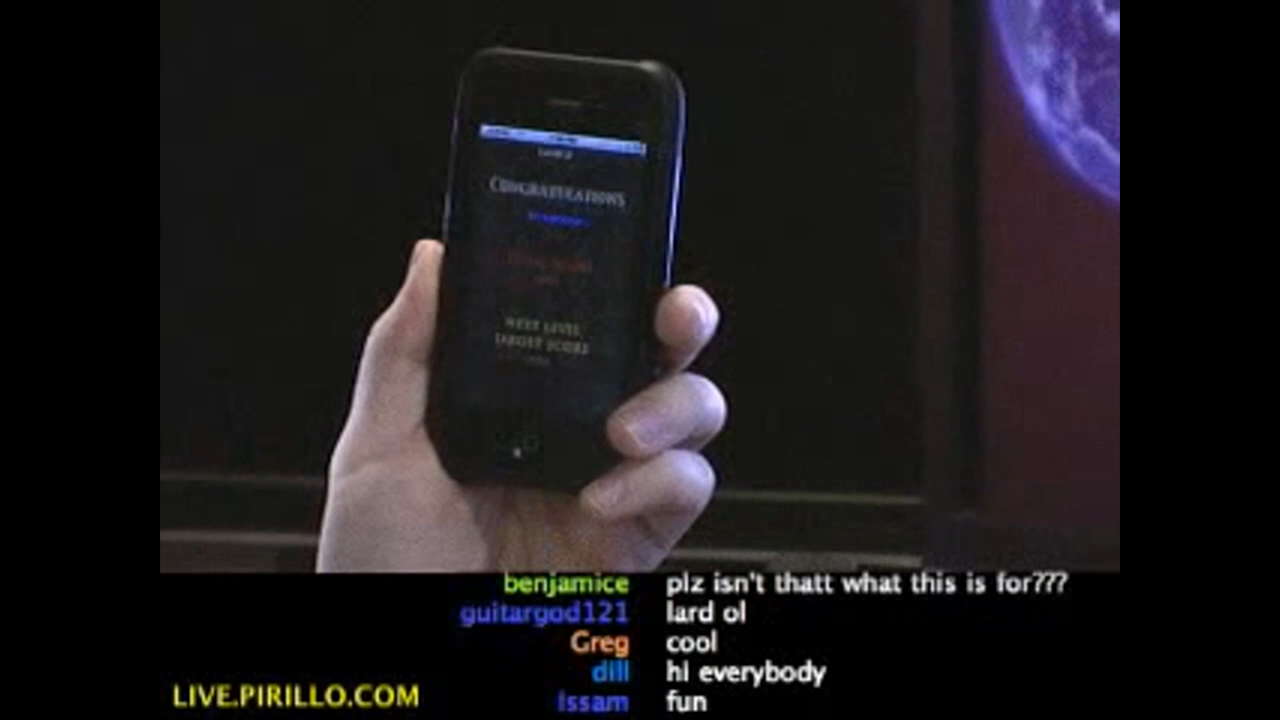 CONGRATULATIONS
NEXT LEVEL
TARGET SCORE
benjamice plz isn't thatt what this is for???
guitargod121 lard ol
Greg cool
dill hi everybody
Issam fun
LIVE.PIRILLO.COM